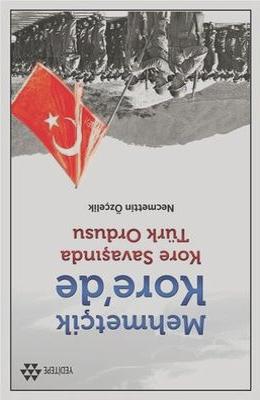 Mehmetçik
Kore'de
Kore Savaşında
Türk Ordusu
Necmettin Özçelik
YEDİTEPE